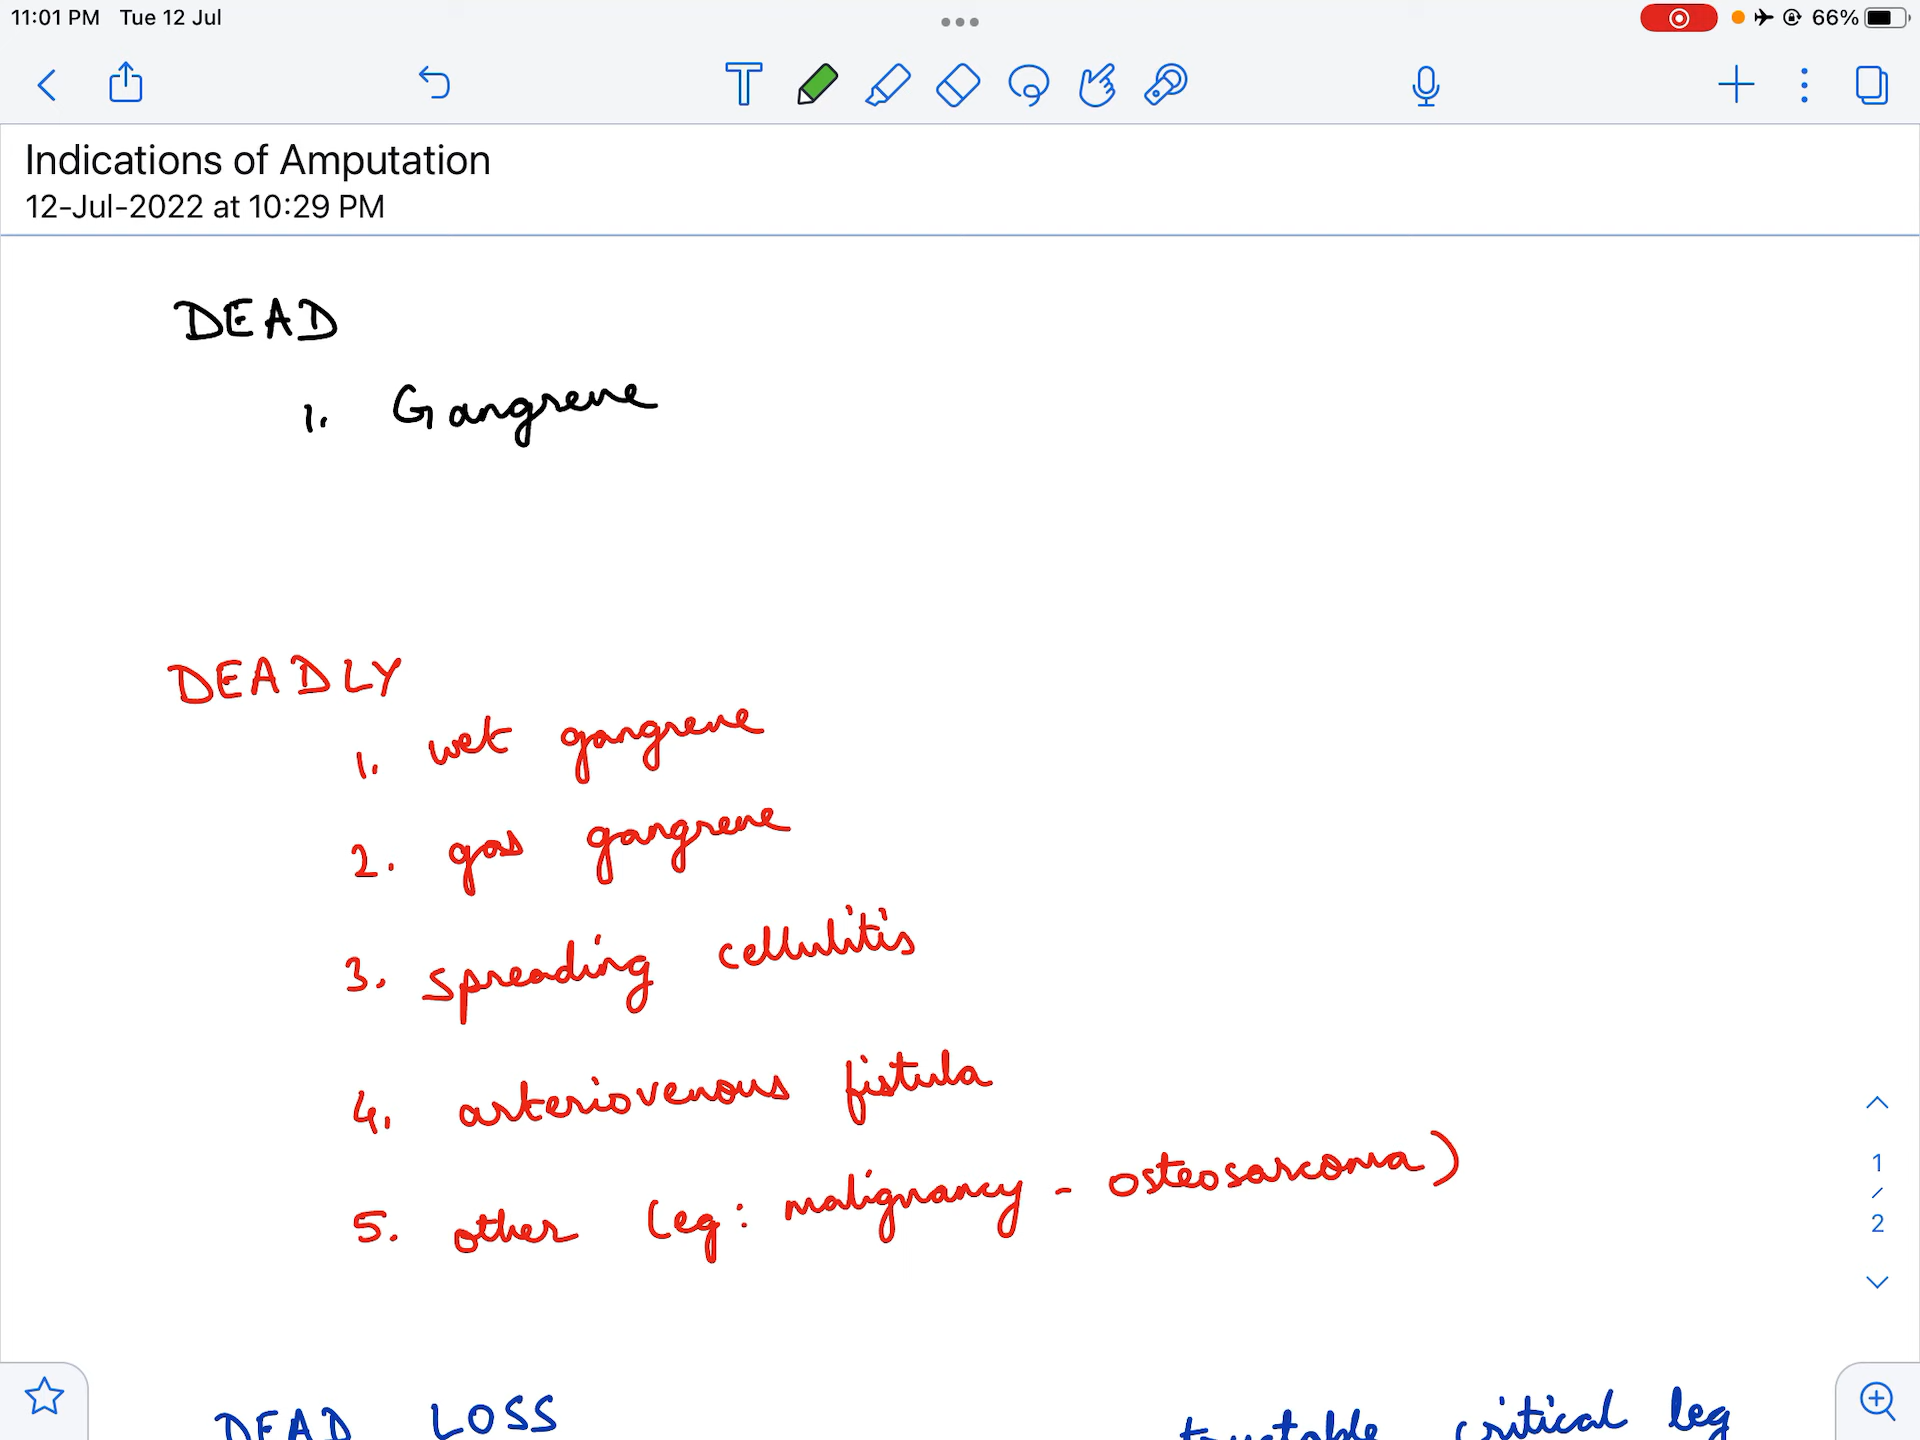 11:01 PM Tue 12 Jul
66%
T
Indications of Amputation
12-Jul-2022 at 10:29 PM
DEAD
1. Gangrene
DEADLY
1. wet gangrene
2. gas gangrene
3. spreading cellulitis
4. arteriovenous fistula
5. other (eg: malignancy - osteosarcoma)
1
/
2
DEAD LOSS
critical leg